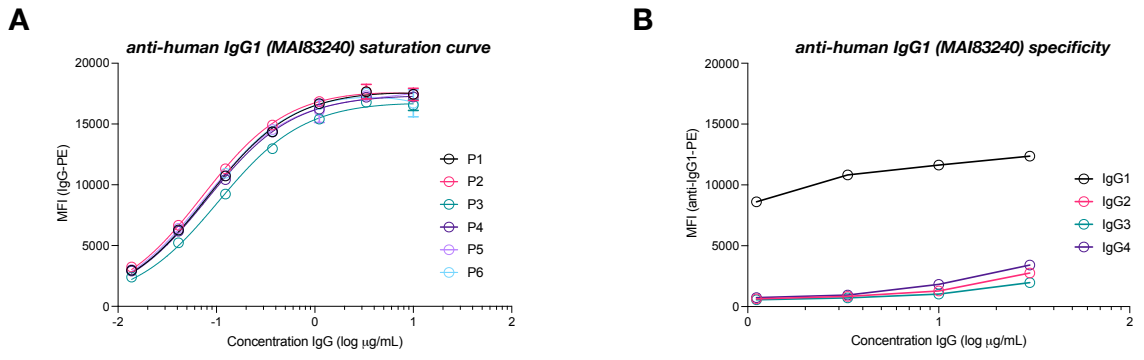 A
B
anti-human IgG1 (MAI83240) saturation curve
20000
15000
10000
5000
0
MFI (IgG-PE)
-2
-1
0
1
2
Concentration IgG (log µg/mL)
P1
P2
P3
P4
P5
P6
anti-human IgG1 (MAI83240) specificity
20000
15000
10000
5000
0
MFI (anti-IgG1-PE)
0
1
2
Concentration IgG (log µg/mL)
IgG1
IgG2
IgG3
IgG4